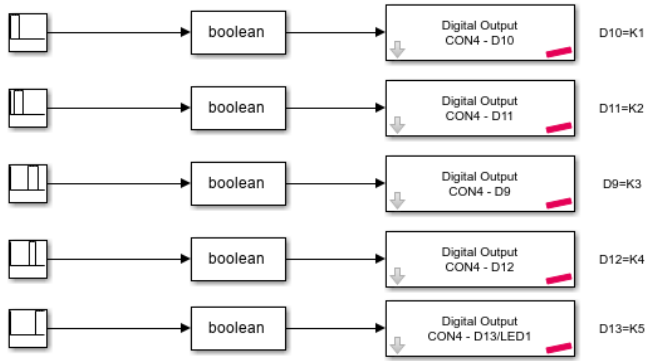 boolean
Digital Output
CON4 - D10
D10=K1
boolean
Digital Output
CON4 - D11
D11=K2
boolean
Digital Output
CON4 - D9
D9=K3
boolean
Digital Output
CON4 - D12
D12=K4
boolean
Digital Output
CON4 - D13/LED1
D13=K5